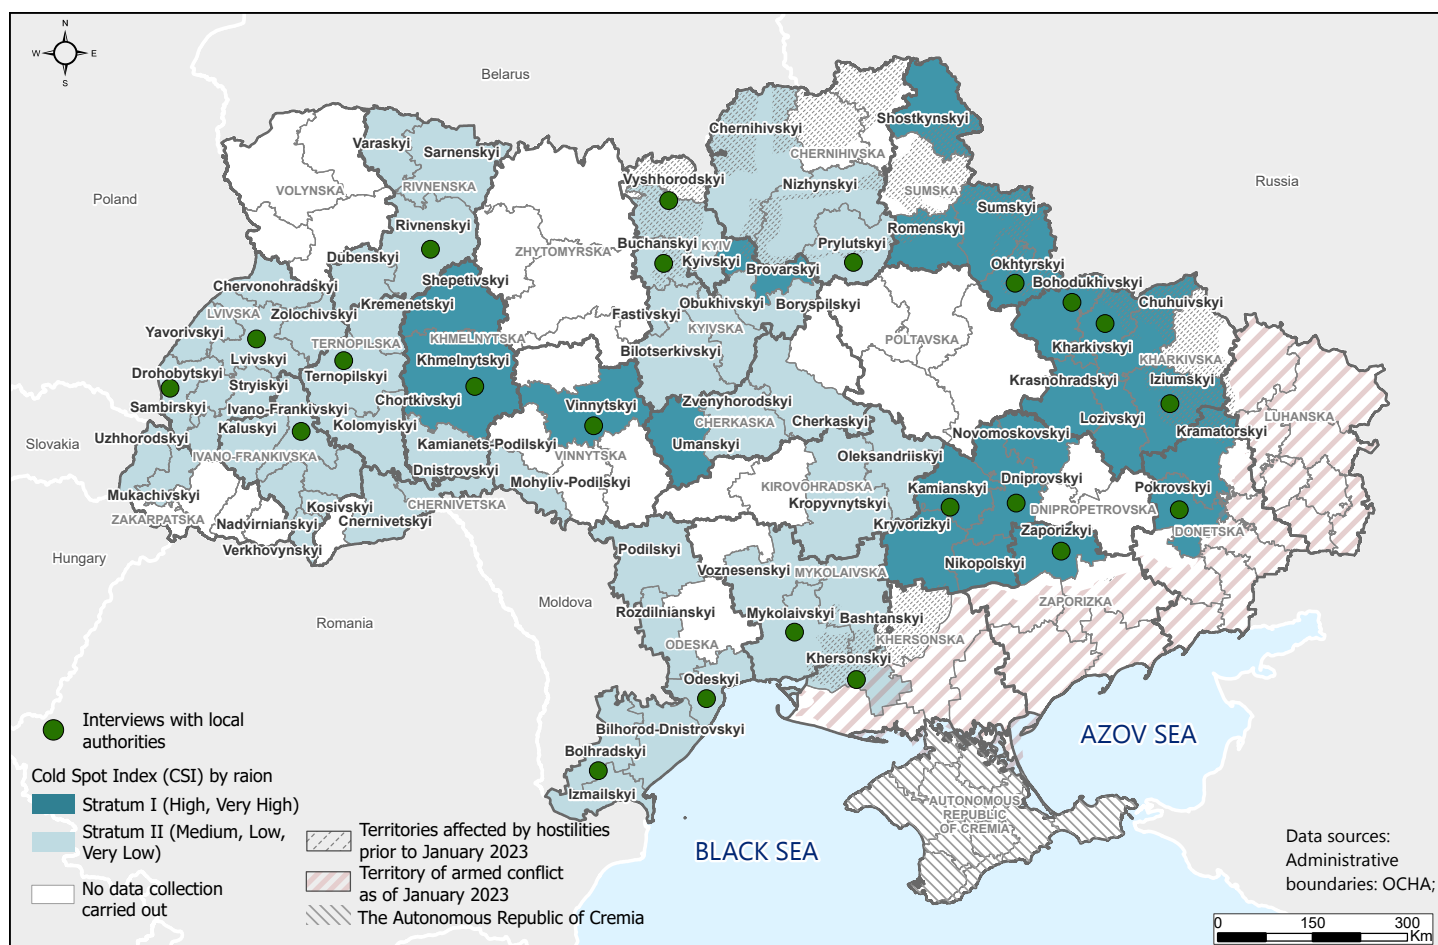 N
W
E
S
Belarus
Poland
Russia
Slovakia
Hungary
Romania
Moldova
Shostkynskyi
Chernihivskyi
CHERNIHIVSKA
Varaskyi
Sarnenskyi
VOLYNSKA
RIVNENSKA
Vyshhorodskyi
Nizhynskyi
SUMSKA
Sumskyi
Rivnenskyi
Romenskyi
Dubenskyi
ZHYTOMYRSKA
Buchanskyi
KYIV
Kyivskyi
Prylutskyi
Brovarskyi
Okhtyrskyi
Bohodukhivskyi
Shepetivskyi
Chervonohradskyi
Kremenetskyi
Obukhivskyi
Boryspilskyi
Chuhuivskyi
LVIVSKA
Zolochivskyi
Fastivskyi
KYIVSKA
Yavorivskyi
TERNOPILSKA
KHMELNYTSKA
POLTAVSKA
Kharkivskyi
KHARKIVSKA
Lvivskyi
Khmelnytskyi
Bilotserkivskyi
Drohobytskyi
Ternopilskyi
Stryiskyi
Krasnohradskyi
Iziumskyi
Sambirskyi
Ivano-Frankivskyi
Chortkivskyi
Vinnytskyi
Zvenyhorodskyi
Cherkaskyi
CHERKASKA
Lozivskyi
LUHANSKA
Kaluskyi
Kolomyiskyi
Uzhhorodskyi
Kamianets-Podilskyi
Umanskyi
Novomoskovskyi
Kramatorskyi
IVANO-FRANKIVSKA
VINNYTSKA
Oleksandriiskyi
Dnistrovskyi
Mohyliv-Podilskyi
KIROVOHRADSKA
Kamianskyi
Dniprovskyi
Pokrovskyi
Mukachivskyi
Kosivskyi
CHERNIVETSKA
Kropyvnytskyi
DNIPROPETROVSKA
ZAKARPATSKA
Nadvirnianskyi
Chernivetskyi
Kryvorizkyi
Zaporizkyi
DONETSKA
Verkhovynskyi
Podilskyi
Voznesenskyi
MYKOLAIVSKA
Nikopolskyi
Rozdilnianskyi
Mykolaivskyi
Bashtanskyi
ZAPORIZKA
ODESKA
KHERSONSKA
Khersonskyi
Odeskyi
Bilhorod-Dnistrovskyi
Bolhradskyi
Izmailskyi
AZOV SEA
BLACK SEA
AUTONOMOUS
REPUBLIC
OF CREMIA
Interviews with local
authorities
Cold Spot Index (CSI) by raion
Stratum I (High, Very High)
Stratum II (Medium, Low,
Very Low)
No data collection
carried out
Territories affected by hostilities
prior to January 2023
Territory of armed conflict
as of January 2023
The Autonomous Republic of Cremia
Data sources:
Administrative
boundaries: OCHA;
0 150 300
Km